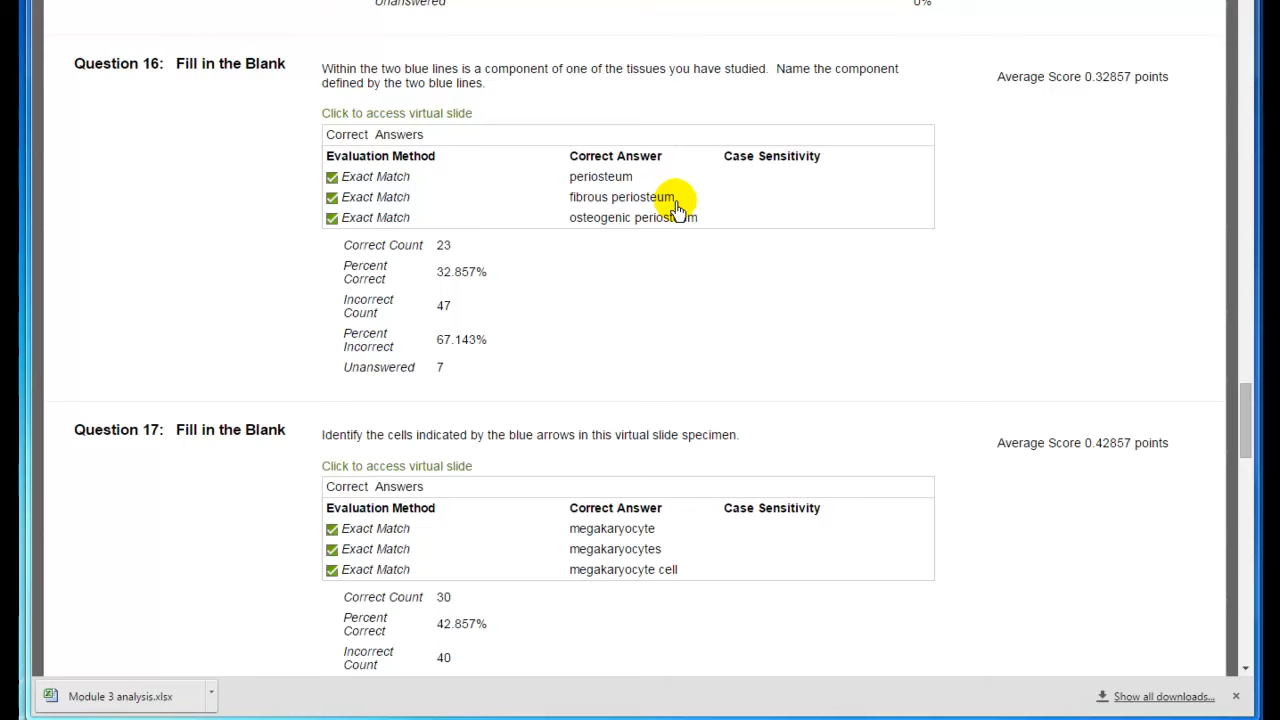 Unanswered 0%
Question 16: Fill in the Blank
Within the two blue lines is a component of one of the tissues you have studied. Name the component
defined by the two blue lines.
Average Score 0.32857 points
Click to access virtual slide
Correct Answers
Evaluation Method Correct Answer Case Sensitivity
Exact Match periosteum
Exact Match fibrous periosteum
Exact Match osteogenic periosteum
Correct Count 23
Percent
Correct 32.857%
Incorrect
Count 47
Percent
Incorrect 67.143%
Unanswered 7
Question 17: Fill in the Blank
Identify the cells indicated by the blue arrows in this virtual slide specimen.
Average Score 0.42857 points
Click to access virtual slide
Correct Answers
Evaluation Method Correct Answer Case Sensitivity
Exact Match megakaryocyte
Exact Match megakaryocytes
Exact Match megakaryocyte cell
Correct Count 30
Percent
Correct 42.857%
Incorrect
Count 40
Module 3 analysis.xlsx
Show all downloads...